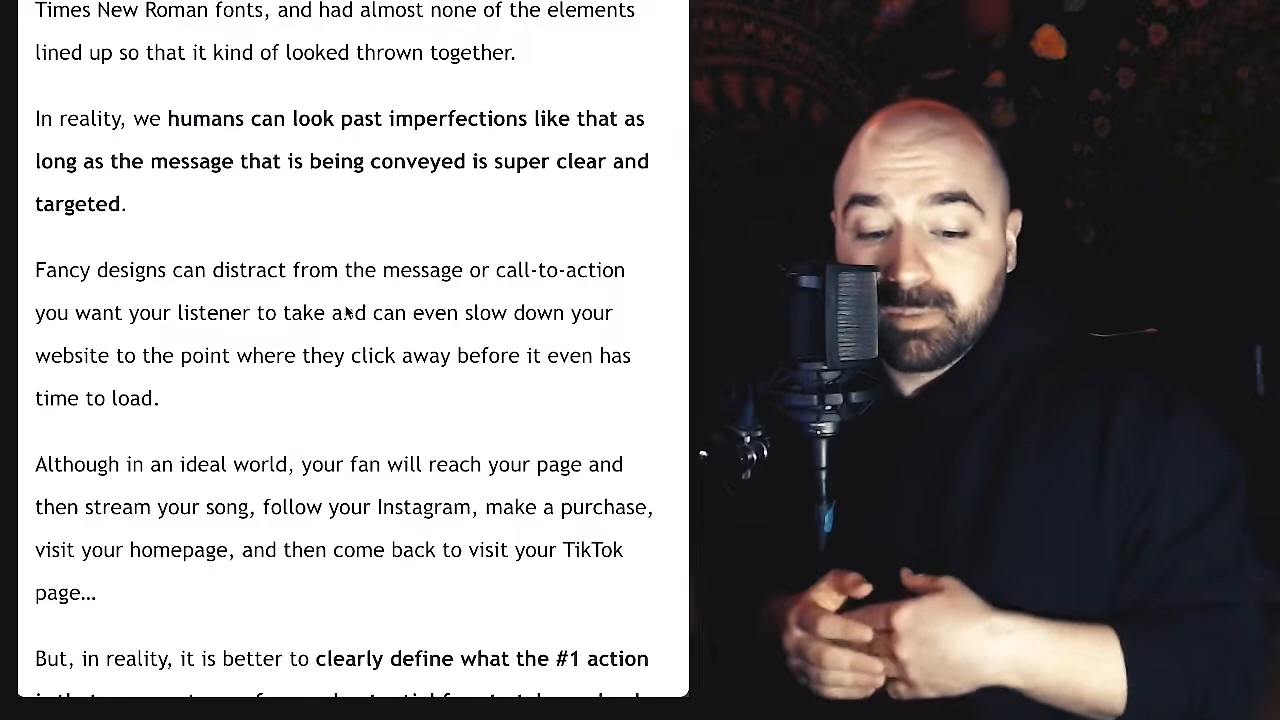 Times New Roman fonts, and had almost none of the elements
lined up so that it kind of looked thrown together.
In reality, we humans can look past imperfections like that as
long as the message that is being conveyed is super clear and
targeted.
Fancy designs can distract from the message or call-to-action
you want your listener to take and can even slow down your
website to the point where they click away before it even has
time to load.
Although in an ideal world, your fan will reach your page and
then stream your song, follow your Instagram, make a purchase,
visit your homepage, and then come back to visit your TikTok
page…
But, in reality, it is better to clearly define what the #1 action